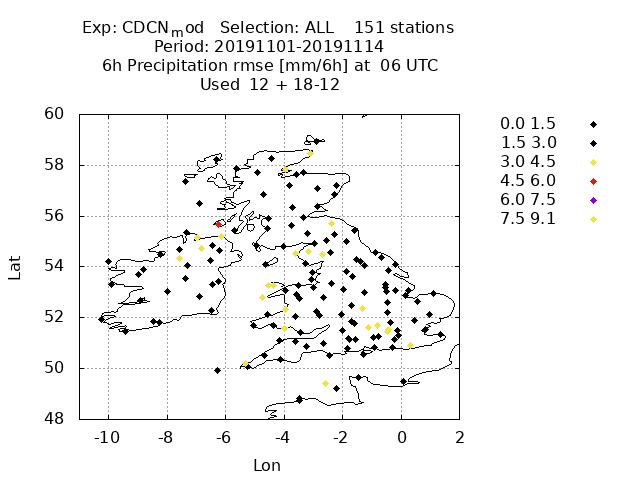 Exp: CDCNmod Selection: ALL 151 stations
Period: 20191101-20191114
6h Precipitation rmse [mm/6h] at 06 UTC
Used 12 + 18-12
0.0 1.5
1.5 3.0
3.0 4.5
4.5 6.0
6.0 7.5
7.5 9.1
60
58
56
54
52
50
48
Lat
-10 -8 -6 -4 -2 0 2
Lon